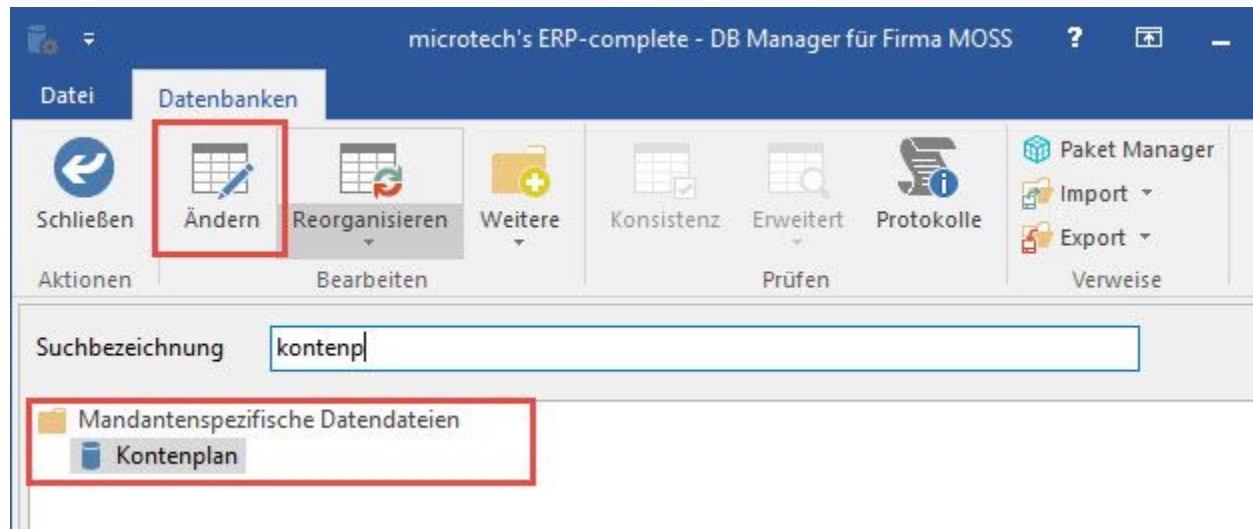 microtech's ERP-complete - DB Manager für Firma MOSS ?
Datei Datenbanken
Schließen Ändern Reorganisieren Weitere Konsistenz Erweitert Protokolle
Paket Manager
Import
Export
Aktionen Bearbeiten Prüfen Verweise
Suchbezeichnung kontenp
Mandantenspezifische Datendateien
Kontenplan